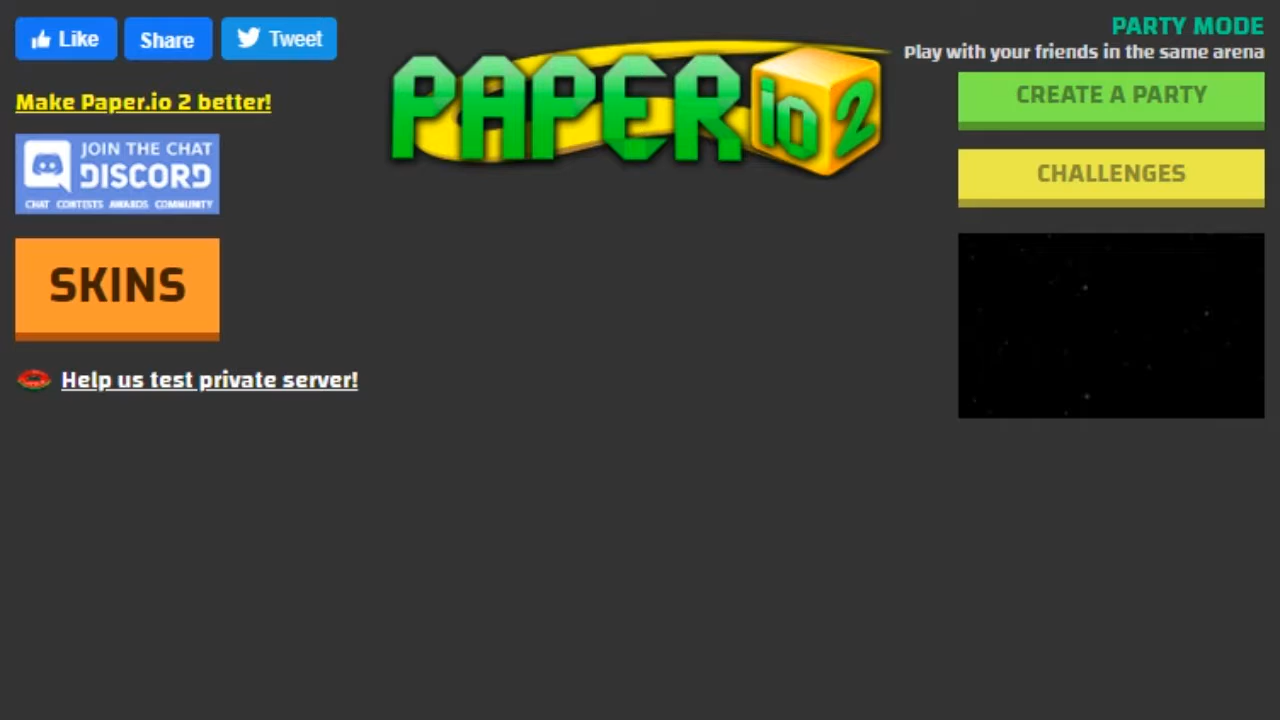 Like
Share
Tweet
Make Paper.io 2 better!
JOIN THE CHAT
DISCORD
CHAT CONTESTS AWARDS COMMUNITY
SKINS
Help us test private server!
PAPER io 2
PARTY MODE
Play with your friends in the same arena
CREATE A PARTY
CHALLENGES